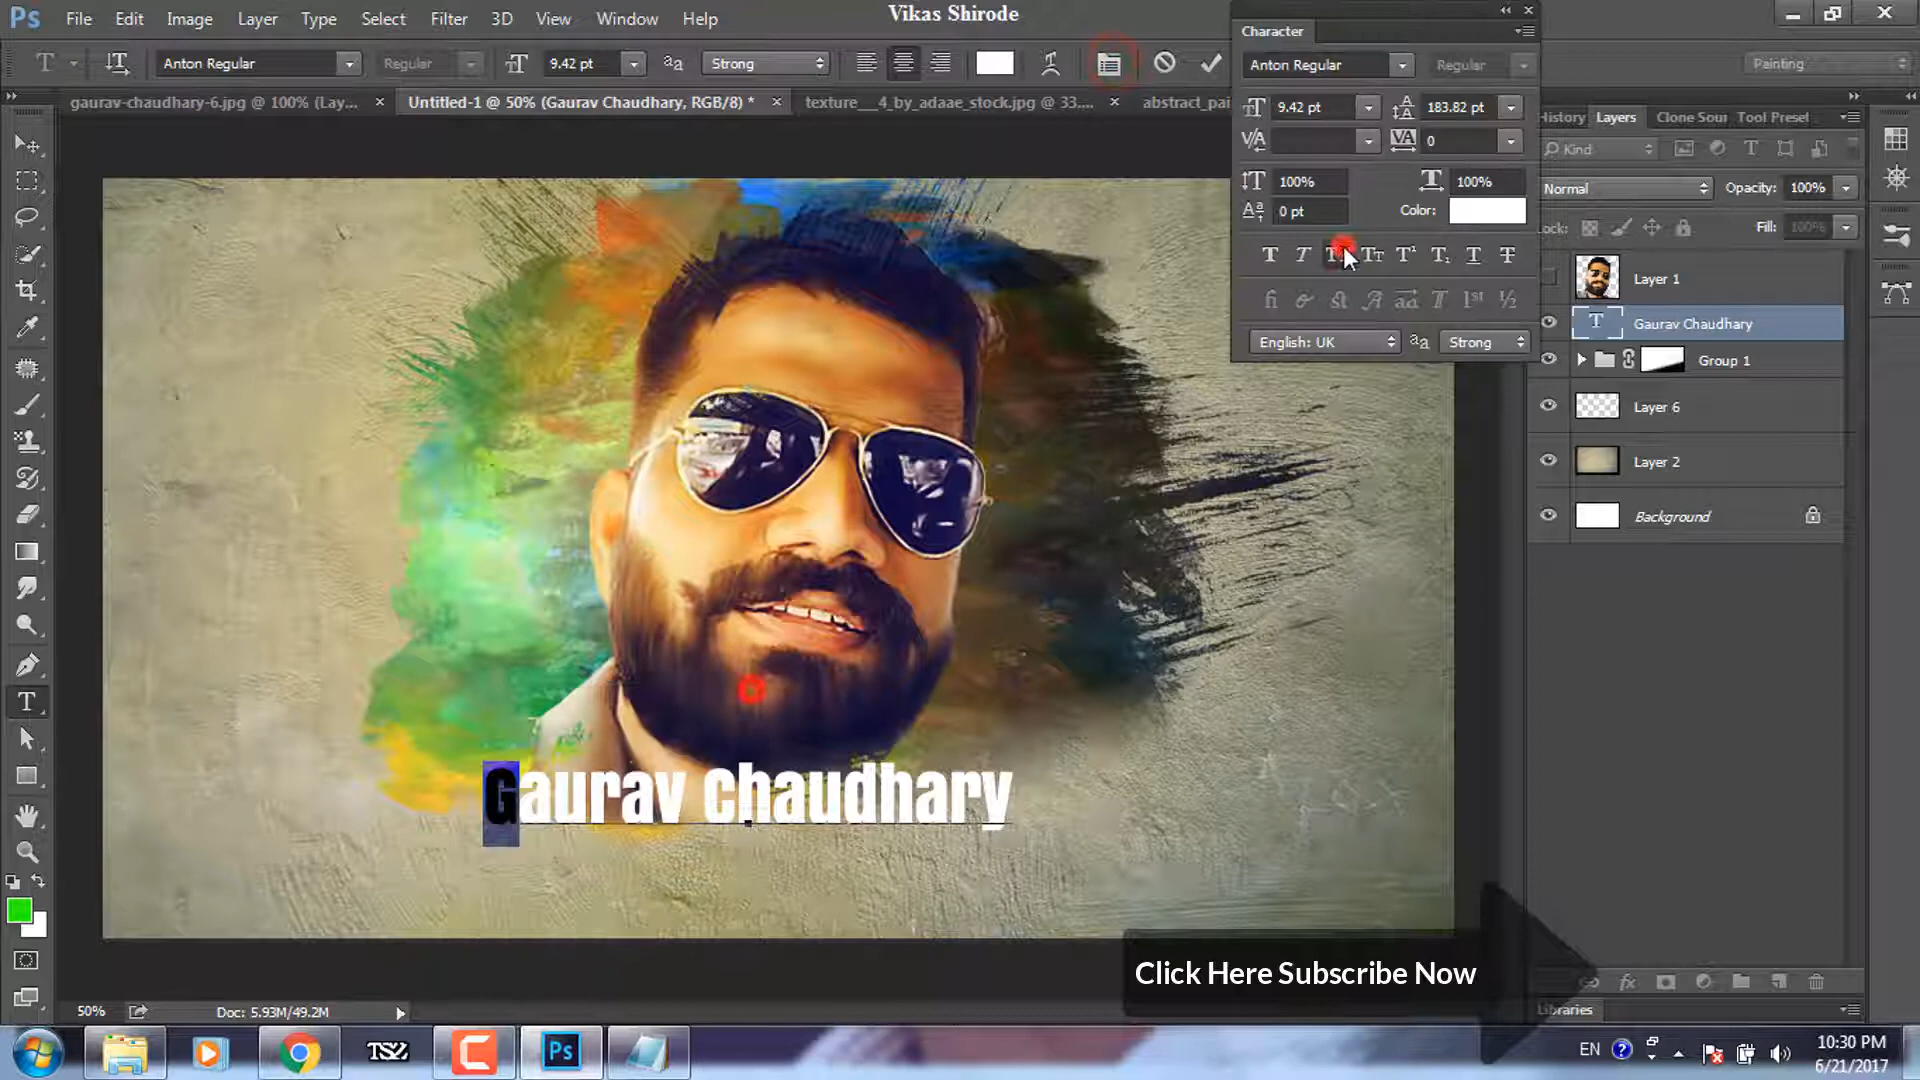 Ps File Edit Image Layer Type Select Filter 3D View Window Help
Vikas Shirode
Anton Regular Regular 9.42 pt Strong
Painting
gaurav-chaudhary-6.jpg @ 100% (Lay...
Untitled-1 @ 50% (Gaurav Chaudhary, RGB/8) *
texture__4_by_adaae_stock.jpg @ 33....
abstract_pai
Character
Anton Regular Regular
9.42 pt 183.82 pt
0
100% 100%
0 pt Color:
English: UK Strong
History Layers Clone Sour Tool Preset
Kind
Normal Opacity: 100%
Lock: Fill: 100%
Layer 1
Gaurav Chaudhary
Group 1
Layer 6
Layer 2
Background
Gaurav Chaudhary
Click Here Subscribe Now
Libraries
50% Doc: 5.93M/49.2M
Ps
EN
10:30 PM
6/21/2017